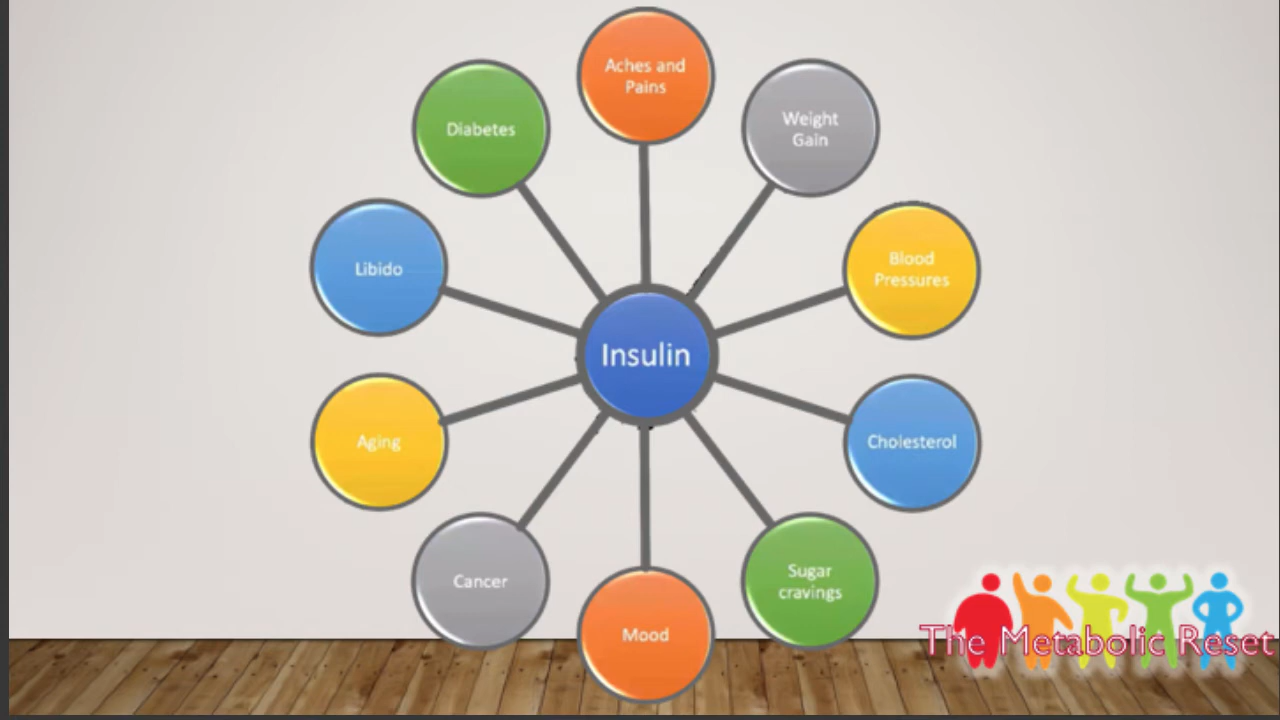 Aches and
Pains
Weight
Gain
Diabetes
Blood
Pressures
Libido
Insulin
Cholesterol
Aging
Sugar
cravings
Cancer
Mood
The Metabolic Reset